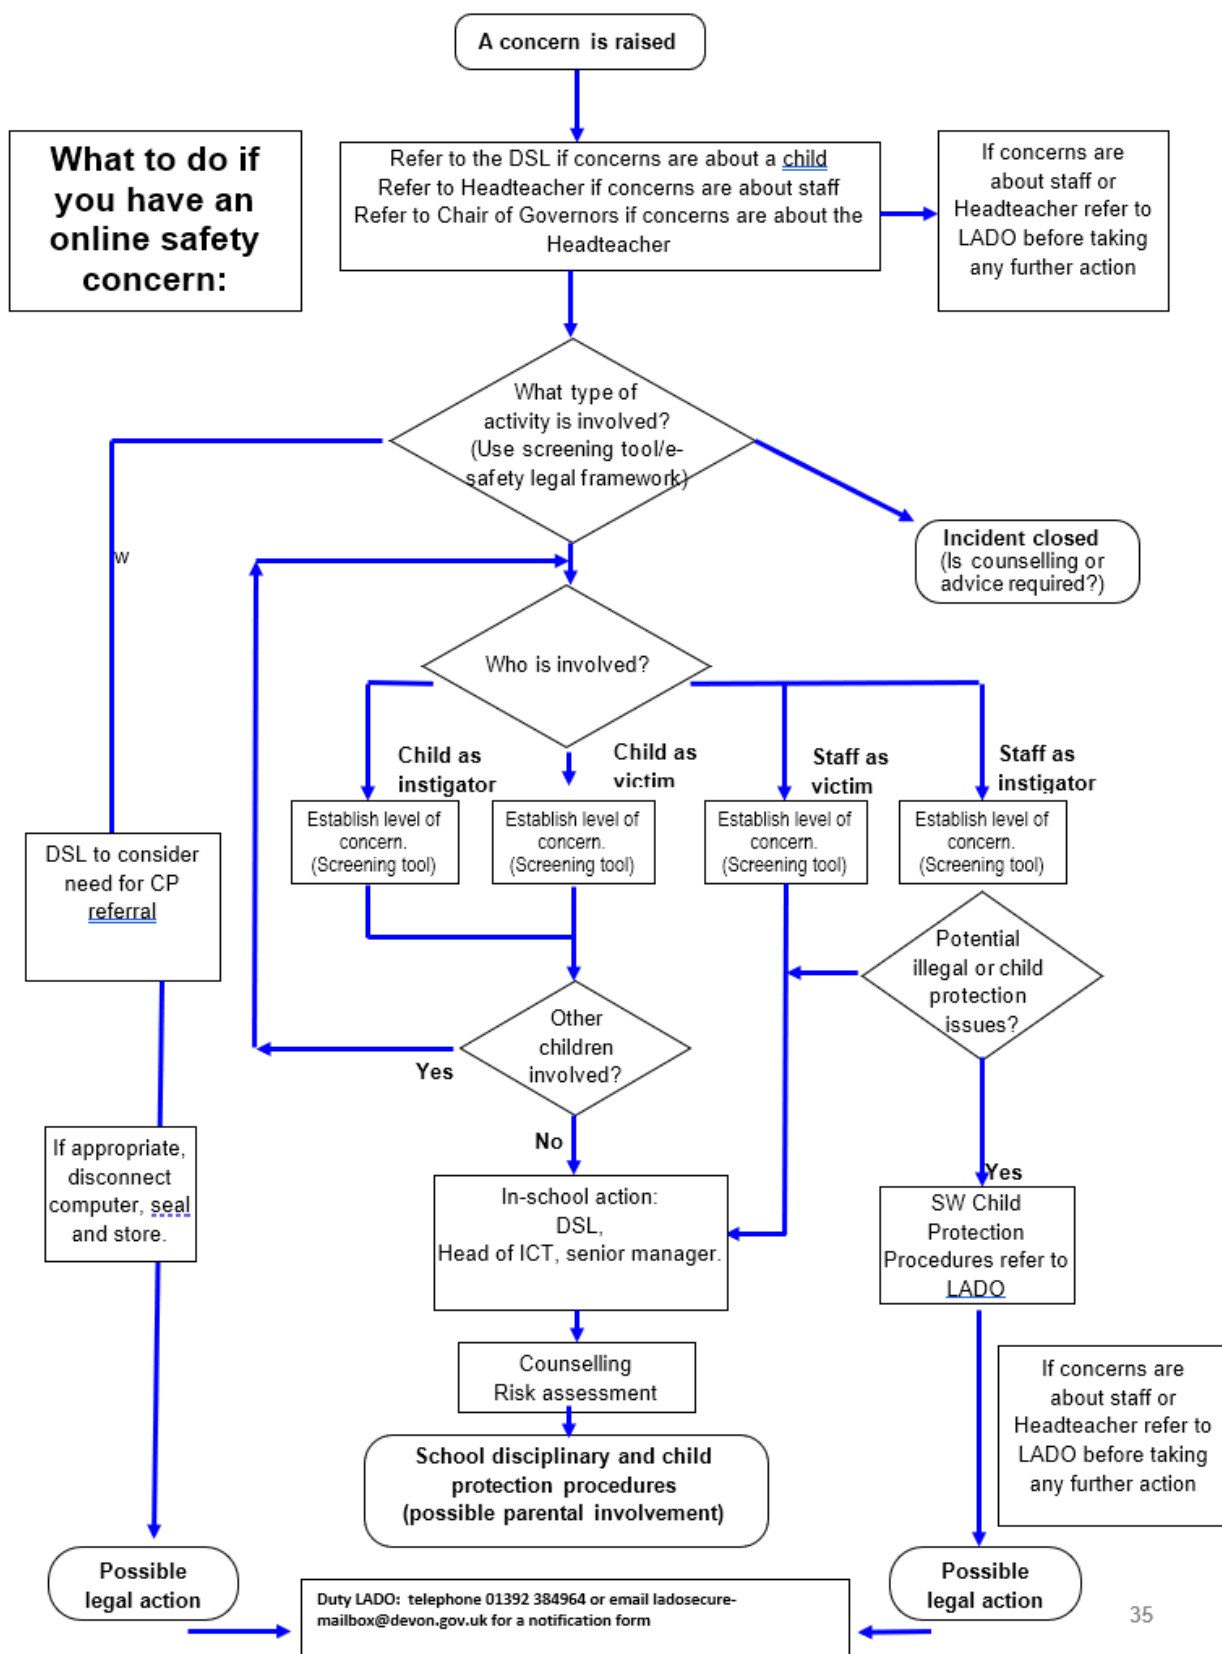 A concern is raised
What to do if
you have an
online safety
concern:
Refer to the DSL if concerns are about a child
Refer to Headteacher if concerns are about staff
Refer to Chair of Governors if concerns are about the
Headteacher
If concerns are
about staff or
Headteacher refer to
LADO before taking
any further action
What type of
activity is involved?
(Use screening tool/e-
safety legal framework)
w
Incident closed
(Is counselling or
advice required?)
Who is involved?
Child as
instigator
Child as
victim
Staff as
victim
Staff as
instigator
Establish level of
concern.
(Screening tool)
Establish level of
concern.
(Screening tool)
Establish level of
concern.
(Screening tool)
Establish level of
concern.
(Screening tool)
DSL to consider
need for CP
referral
Potential
illegal or child
protection
issues?
Other
children
involved?
Yes
No
If appropriate,
disconnect
computer, seal
and store.
In-school action:
DSL,
Head of ICT, senior manager.
Yes
SW Child
Protection
Procedures refer to
LADO
Counselling
Risk assessment
If concerns are
about staff or
Headteacher refer to
LADO before taking
any further action
School disciplinary and child
protection procedures
(possible parental involvement)
Possible
legal action
Possible
legal action
Duty LADO: telephone 01392 384964 or email ladosecure-
mailbox@devon.gov.uk for a notification form
35